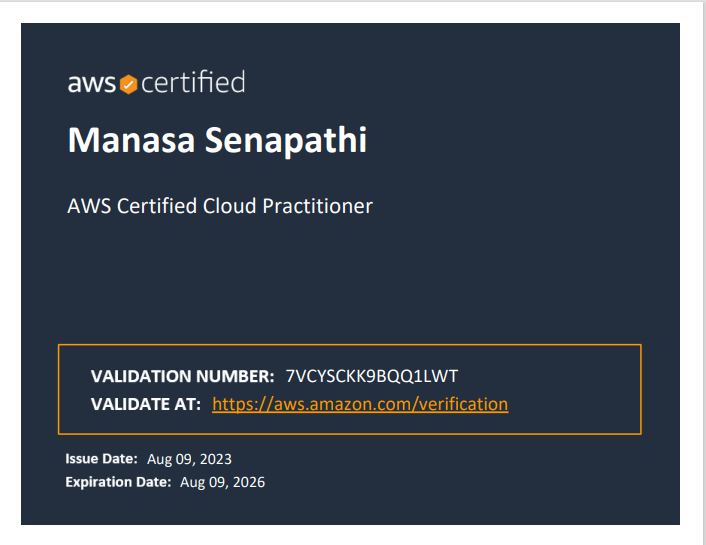 aws certified
Manasa Senapathi
AWS Certified Cloud Practitioner
VALIDATION NUMBER: 7VCYSCKK9BQQ1LWT
VALIDATE AT: https://aws.amazon.com/verification
Issue Date: Aug 09, 2023
Expiration Date: Aug 09, 2026